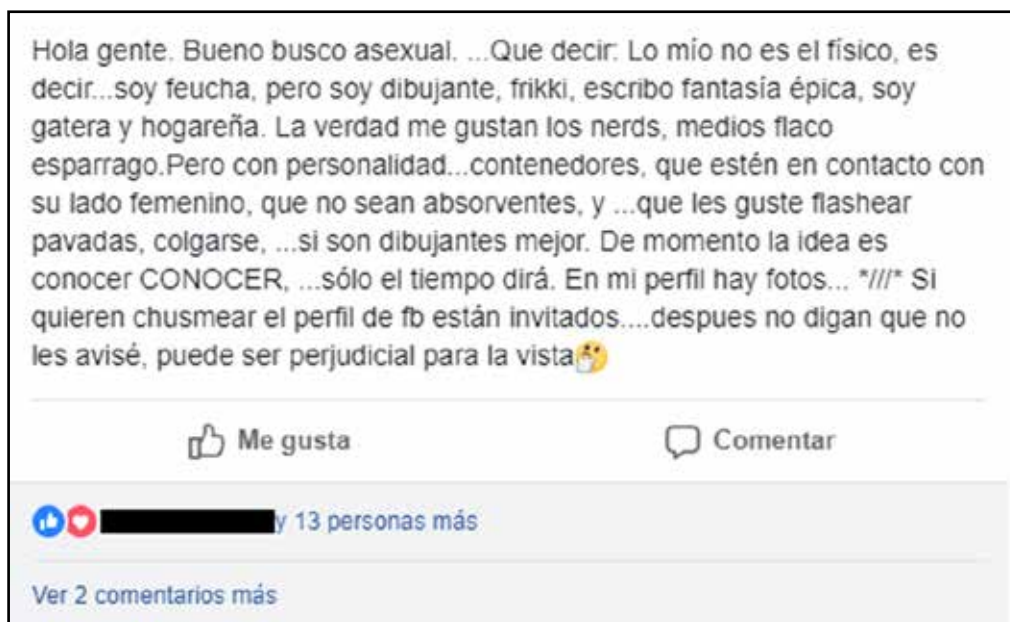 Hola gente. Bueno busco asexual. ...Que decir: Lo mío no es el físico, es
decir...soy feucha, pero soy dibujante, frikki, escribo fantasía épica, soy
gatera y hogareña. La verdad me gustan los nerds, medios flaco
esparrago.Pero con personalidad...contenedores, que estén en contacto con
su lado femenino, que no sean absorventes, y ...que les guste flashear
pavadas, colgarse, ...si son dibujantes mejor. De momento la idea es
conocer CONOCER, ...sólo el tiempo dirá. En mi perfil hay fotos... *///* Si
quieren chusmear el perfil de fb están invitados....despues no digan que no
les avisé, puede ser perjudicial para la vista🤔
Me gusta
Comentar
y 13 personas más
Ver 2 comentarios más